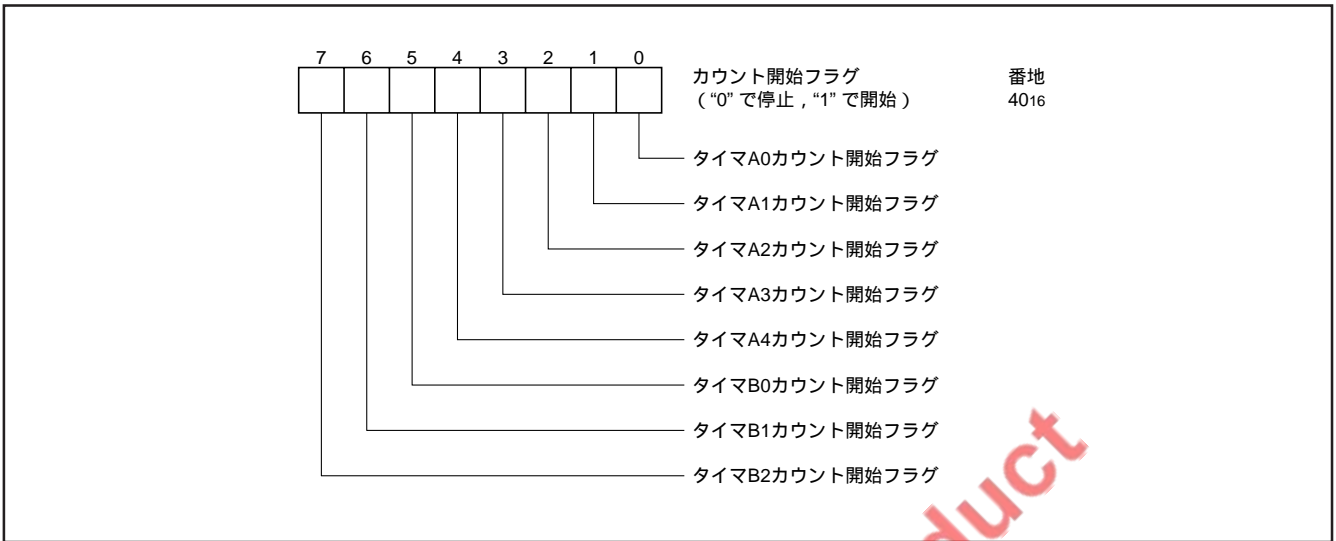 7 6 5 4 3 2 1 0
カウント開始フラグ 番地
（“0” で停止，“1” で開始） 4016
タイマA0カウント開始フラグ
タイマA1カウント開始フラグ
タイマA2カウント開始フラグ
タイマA3カウント開始フラグ
タイマA4カウント開始フラグ
タイマB0カウント開始フラグ
タイマB1カウント開始フラグ
タイマB2カウント開始フラグ
duct